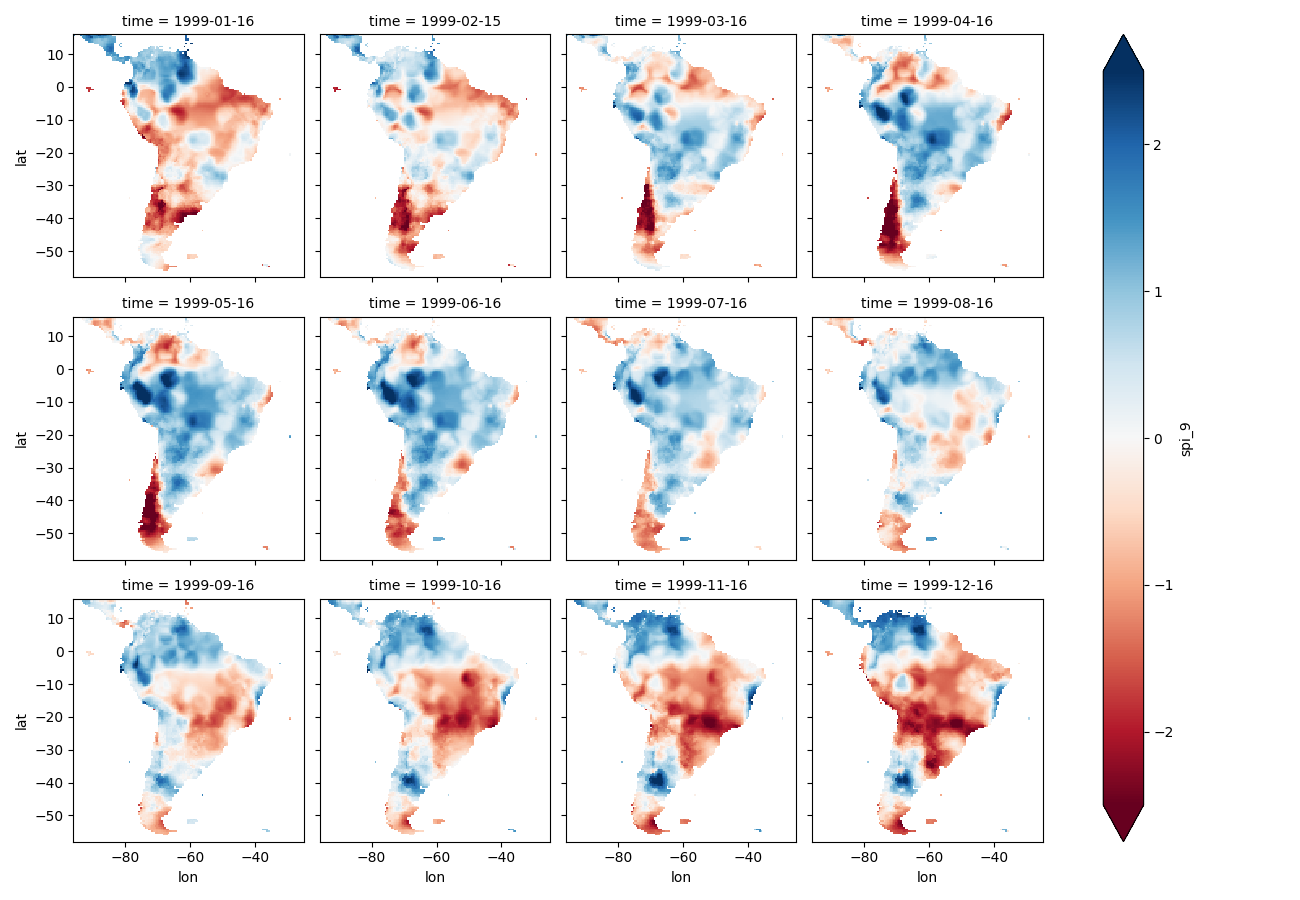 time = 1999-01-16
time = 1999-02-15
time = 1999-03-16
time = 1999-04-16
10
0
−10
−20
−30
−40
−50
lat
2
1
0
−1
−2
spi_9
time = 1999-05-16
time = 1999-06-16
time = 1999-07-16
time = 1999-08-16
10
0
−10
−20
−30
−40
−50
lat
time = 1999-09-16
time = 1999-10-16
time = 1999-11-16
time = 1999-12-16
10
0
−10
−20
−30
−40
−50
lat
−80 −60 −40
−80 −60 −40
−80 −60 −40
−80 −60 −40
lon
lon
lon
lon